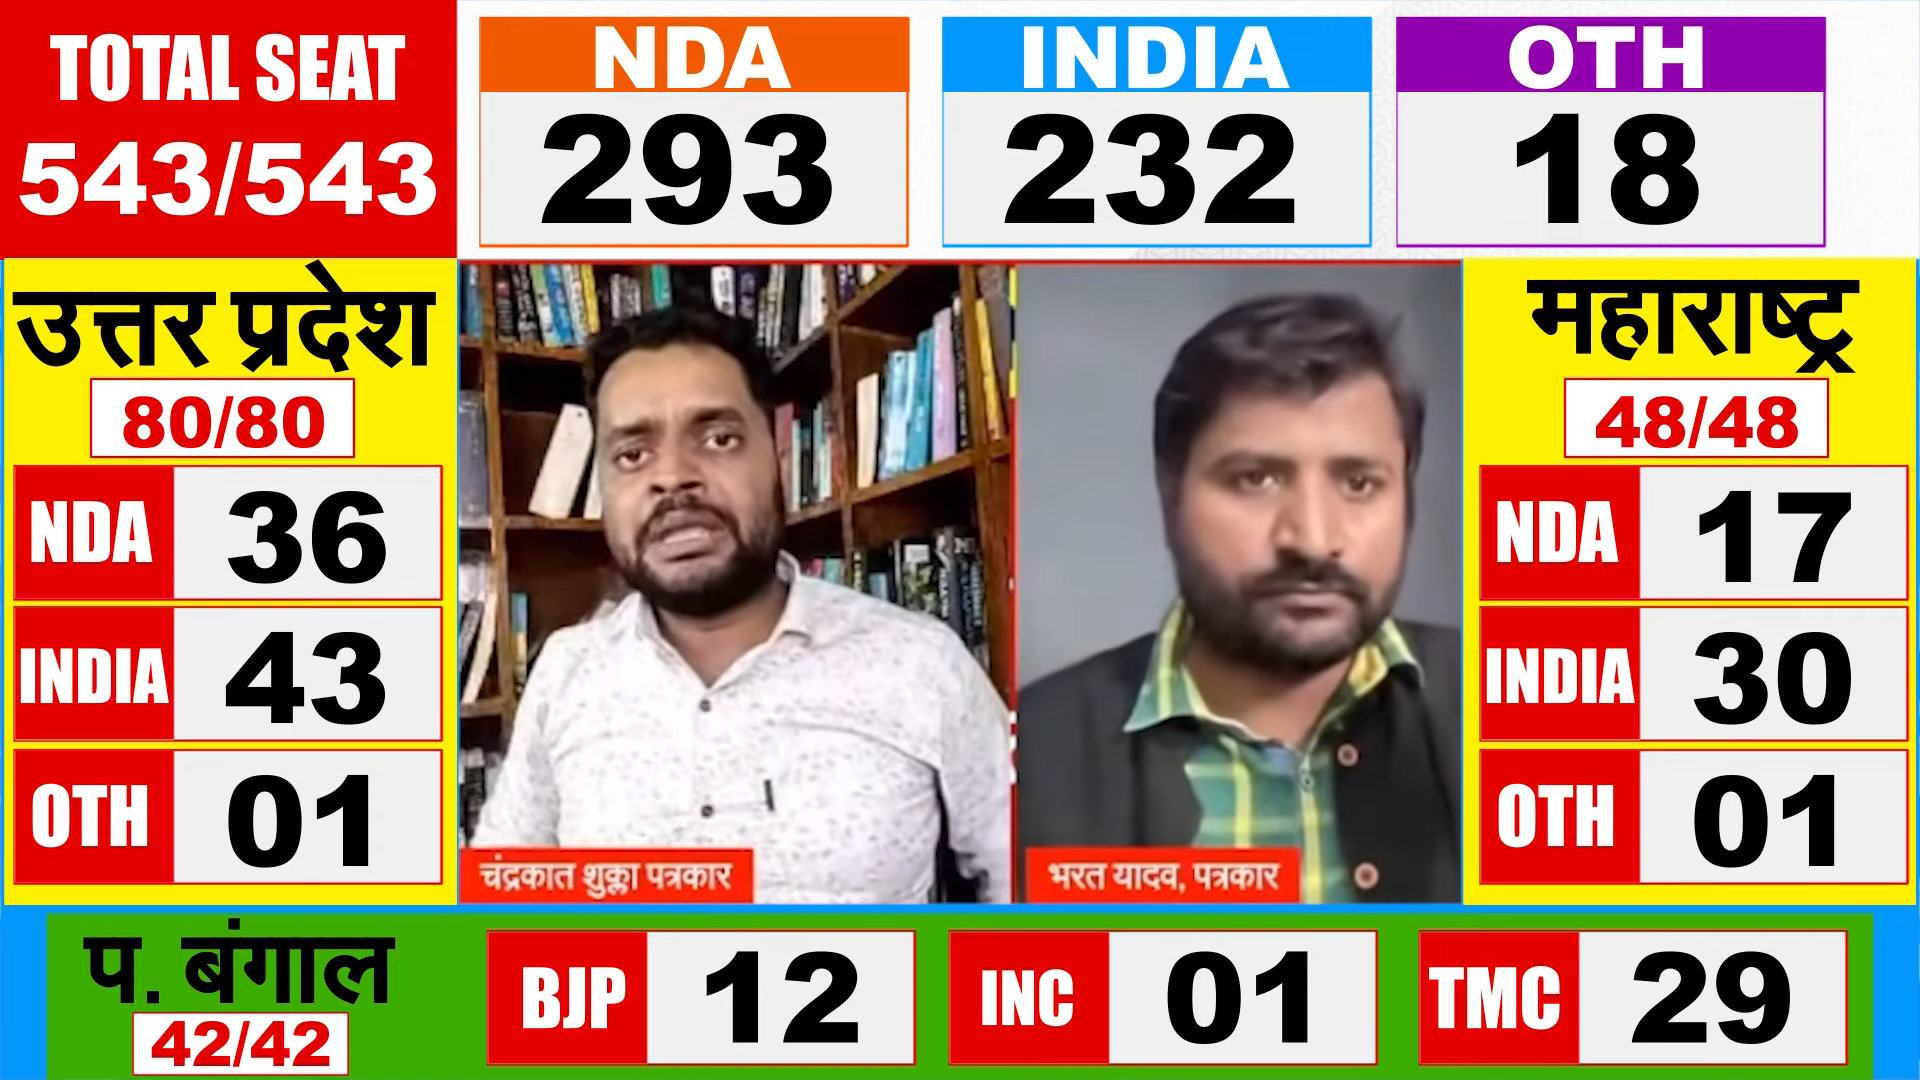 TOTAL SEAT
543/543
NDA
293
INDIA
232
OTH
18
उत्तर प्रदेश
80/80
NDA
36
INDIA
43
OTH
01
चंद्रकात शुक्ला पत्रकार
भरत यादव, पत्रकार
महाराष्ट्र
48/48
NDA
17
INDIA
30
OTH
01
प. बंगाल
42/42
BJP
12
INC
01
TMC
29